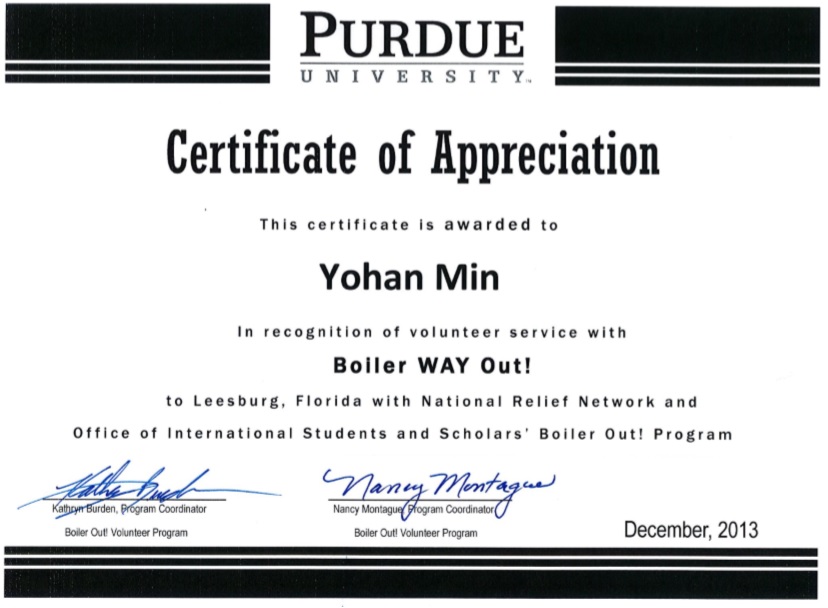 PURDUE
UNIVERSITY™
Certificate of Appreciation
This certificate is awarded to
Yohan Min
In recognition of volunteer service with
Boiler WAY Out!
to Leesburg, Florida with National Relief Network and
Office of International Students and Scholars' Boiler Out! Program
Kathryn Burden
Kathryn Burden, Program Coordinator
Boiler Out! Volunteer Program
Nancy Montague
Nancy Montague, Program Coordinator
Boiler Out! Volunteer Program
December, 2013